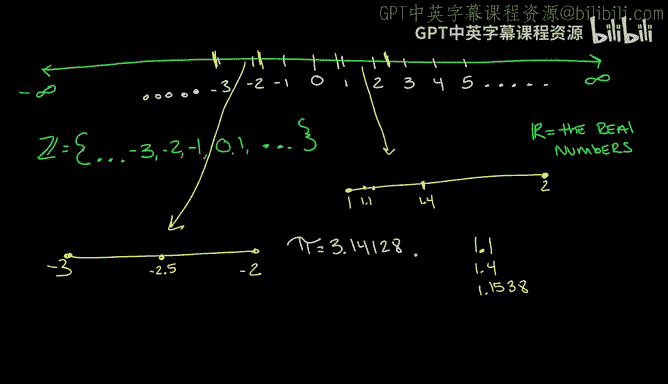 GPT中英字幕课程资源@bilibili.com
GPT中英字幕课程资源 bilibili
-∞ ..... -3 -2 -1 0 1 2 3 4 5 ..... ∞
ℤ={...-3,-2,-1,0,1,...}
ℝ=THE REAL NUMBERS
1 1.1 1.4 2
-3 -2.5 -2
π=3.14128.
1.1
1.4
1.1538